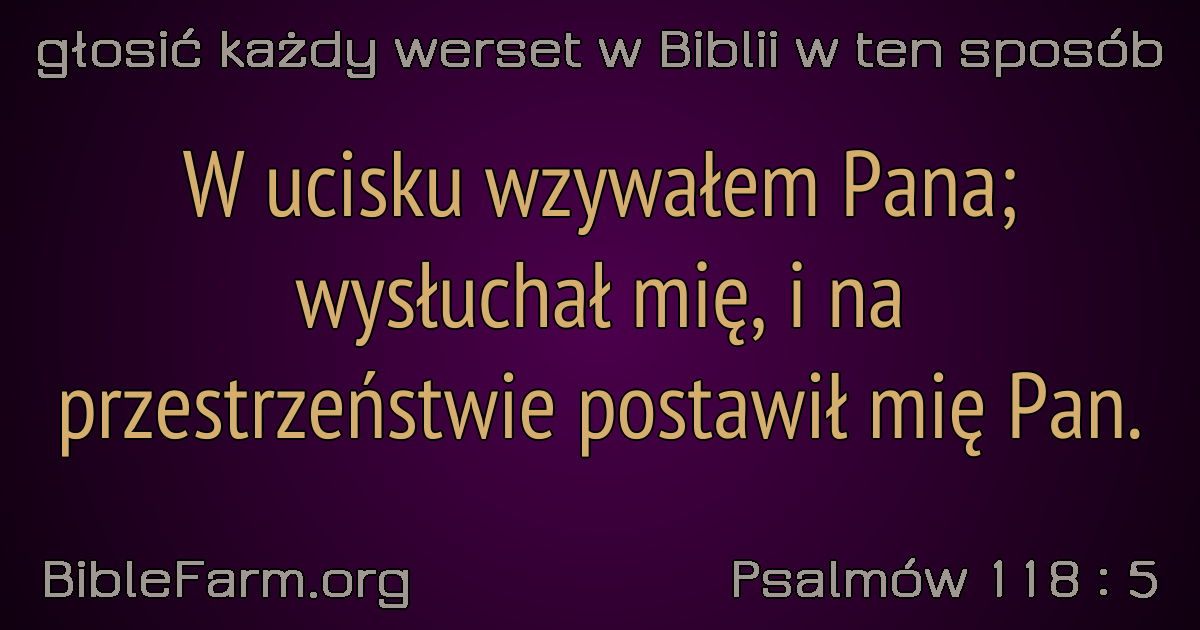 głosić każdy werset w Biblii w ten sposób
W ucisku wzywałem Pana;
wysłuchał mię, i na
przestrzeństwie postawił mię Pan.
BibleFarm.org
Psalmów 118 : 5